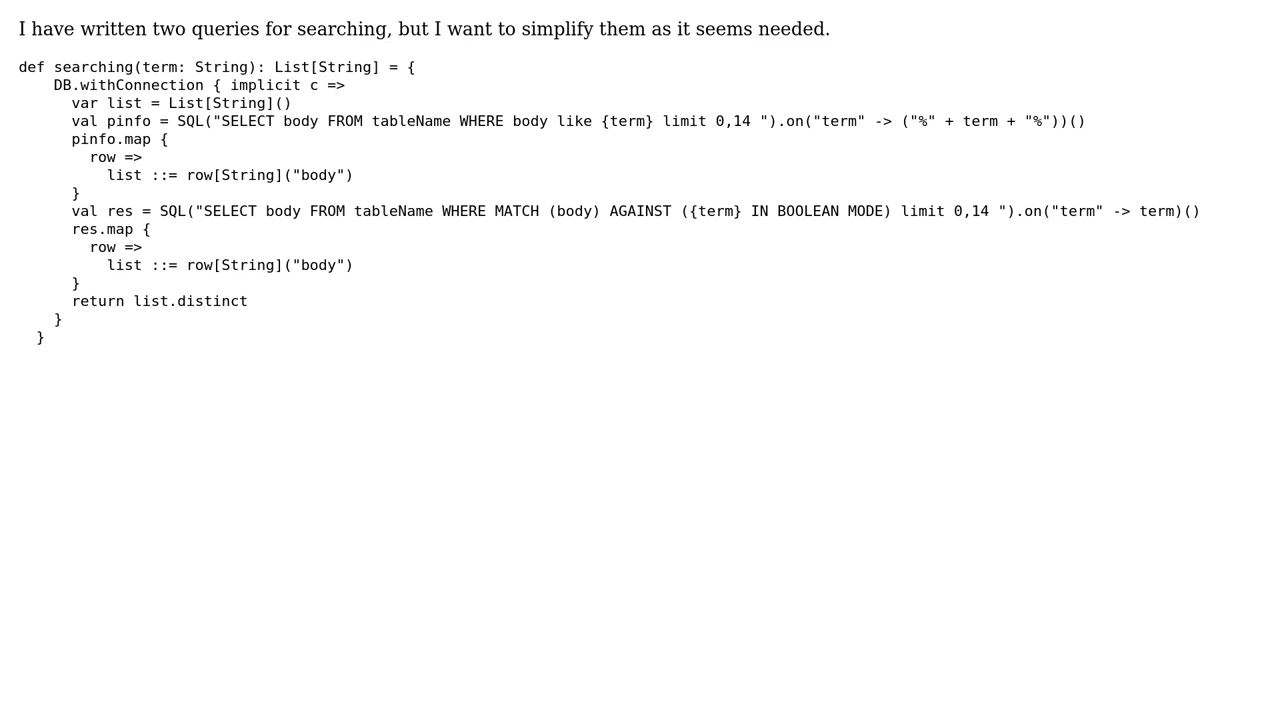 I have written two queries for searching, but I want to simplify them as it seems needed.
def searching(term: String): List[String] = {
    DB.withConnection { implicit c =>
      var list = List[String]()
      val pinfo = SQL("SELECT body FROM tableName WHERE body like {term} limit 0,14 ").on("term" -> ("%" + term + "%"))()
      pinfo.map {
        row =>
          list ::= row[String]("body")
      }
      val res = SQL("SELECT body FROM tableName WHERE MATCH (body) AGAINST ({term} IN BOOLEAN MODE) limit 0,14 ").on("term" -> term)()
      res.map {
        row =>
          list ::= row[String]("body")
      }
      return list.distinct
    }
  }